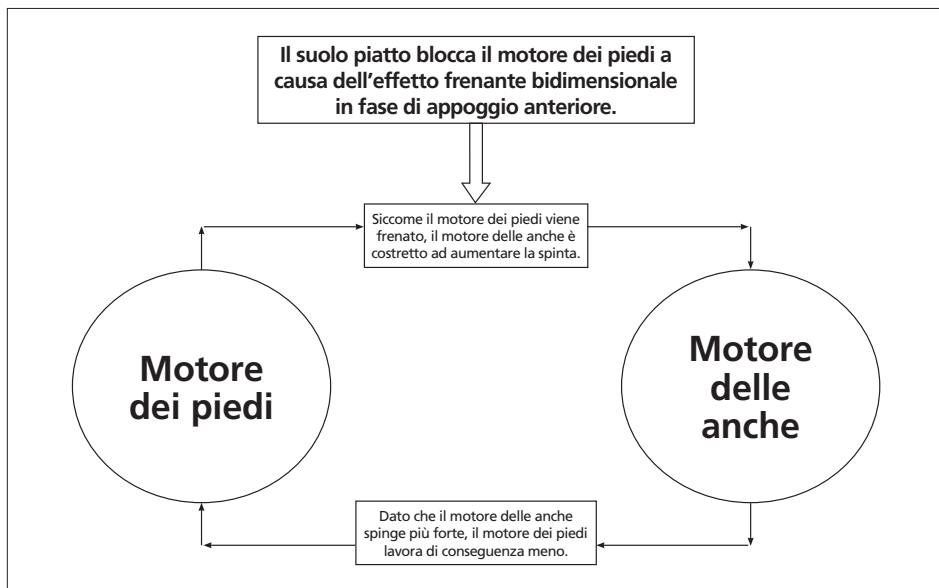 Il suolo piatto blocca il motore dei piedi a
causa dell’effetto frenante bidimensionale
in fase di appoggio anteriore.
Siccome il motore dei piedi viene
frenato, il motore delle anche è
costretto ad aumentare la spinta.
Motore
dei piedi
Motore
delle
anche
Dato che il motore delle anche
spinge più forte, il motore dei piedi
lavora di conseguenza meno.